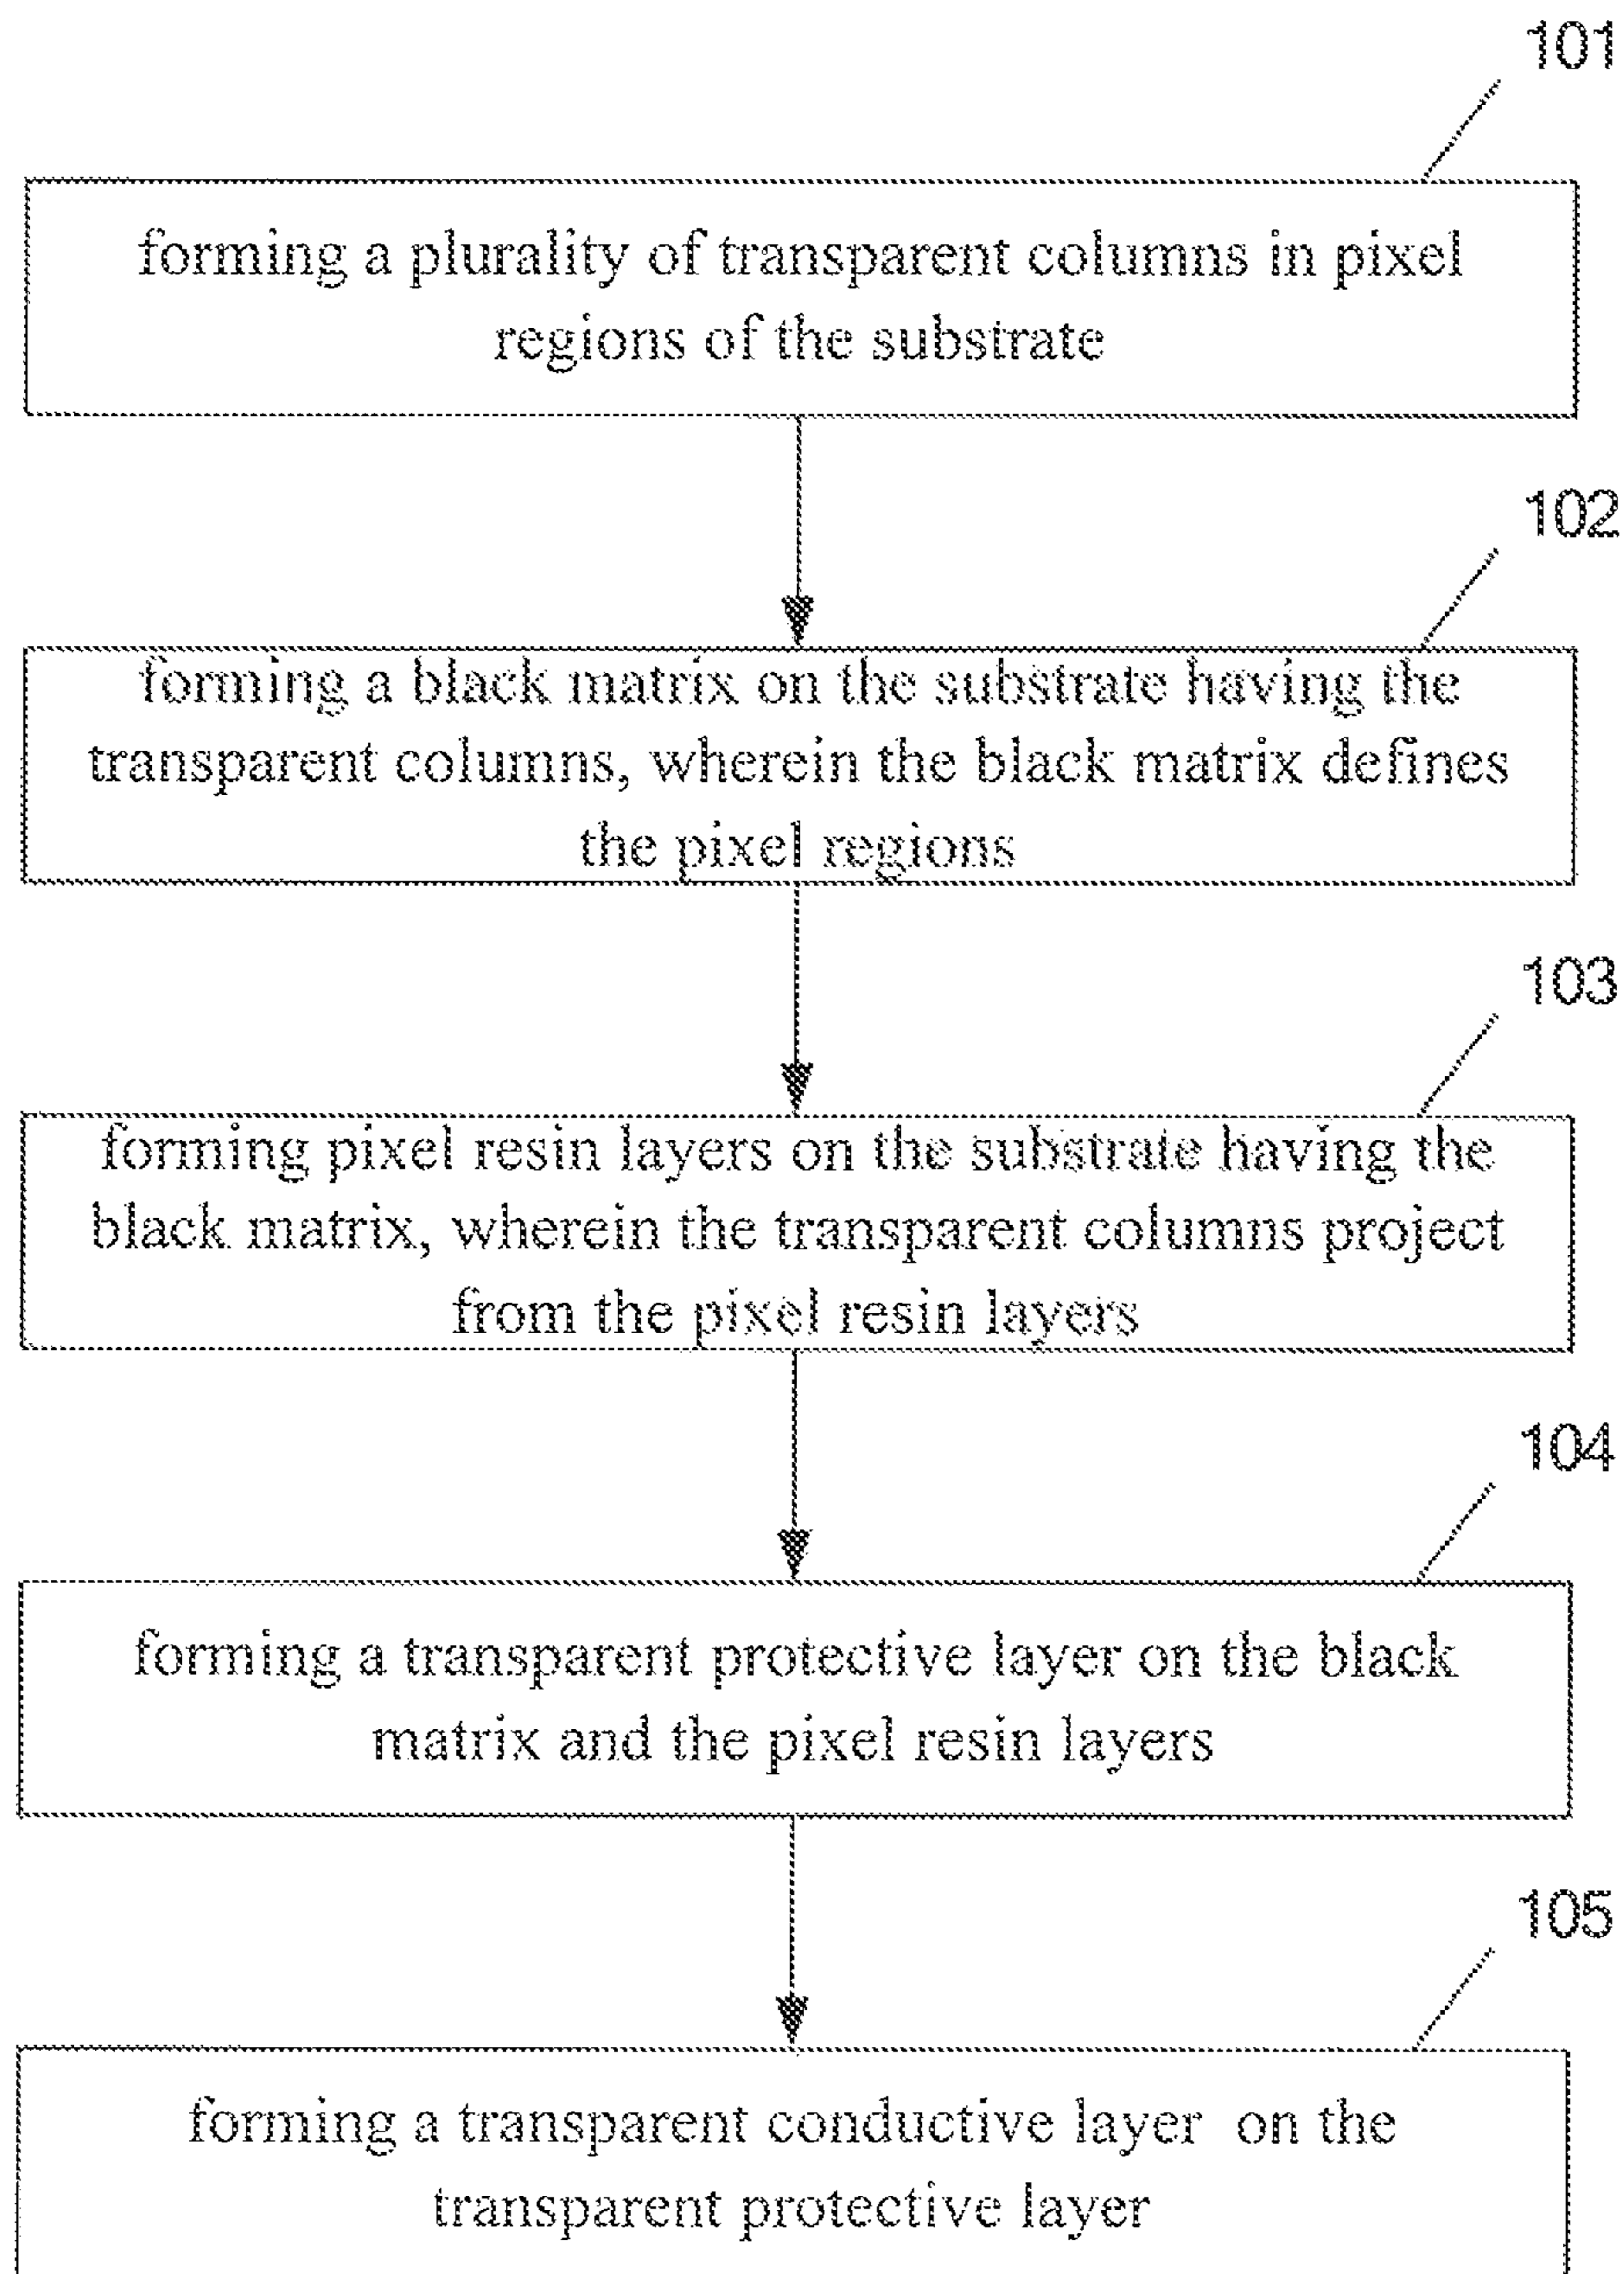 101
forming a plurality of transparent columns in pixel
regions of the substrate
102
forming a black matrix on the substrate having the
transparent columns, wherein the black matrix defines
the pixel regions
103
forming pixel resin layers on the substrate having the
black matrix, wherein the transparent columns project
from the pixel resin layers
104
forming a transparent protective layer on the black
matrix and the pixel resin layers
105
forming a transparent conductive layer on the
transparent protective layer